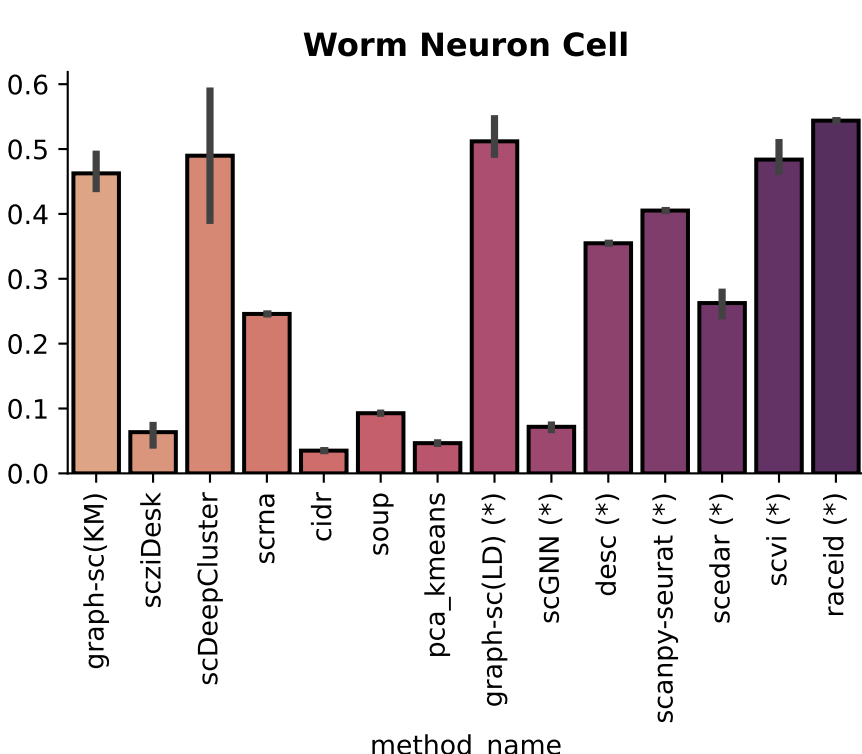 Worm Neuron Cell
0.6
0.5
0.4
0.3
0.2
0.1
0.0
graph-sc(KM)
scziDesk
scDeepCluster
scrna
cidr
soup
pca_kmeans
graph-sc(LD) (*)
scGNN (*)
desc (*)
scanpy-seurat (*)
scedar (*)
scvi (*)
raceid (*)
method_name